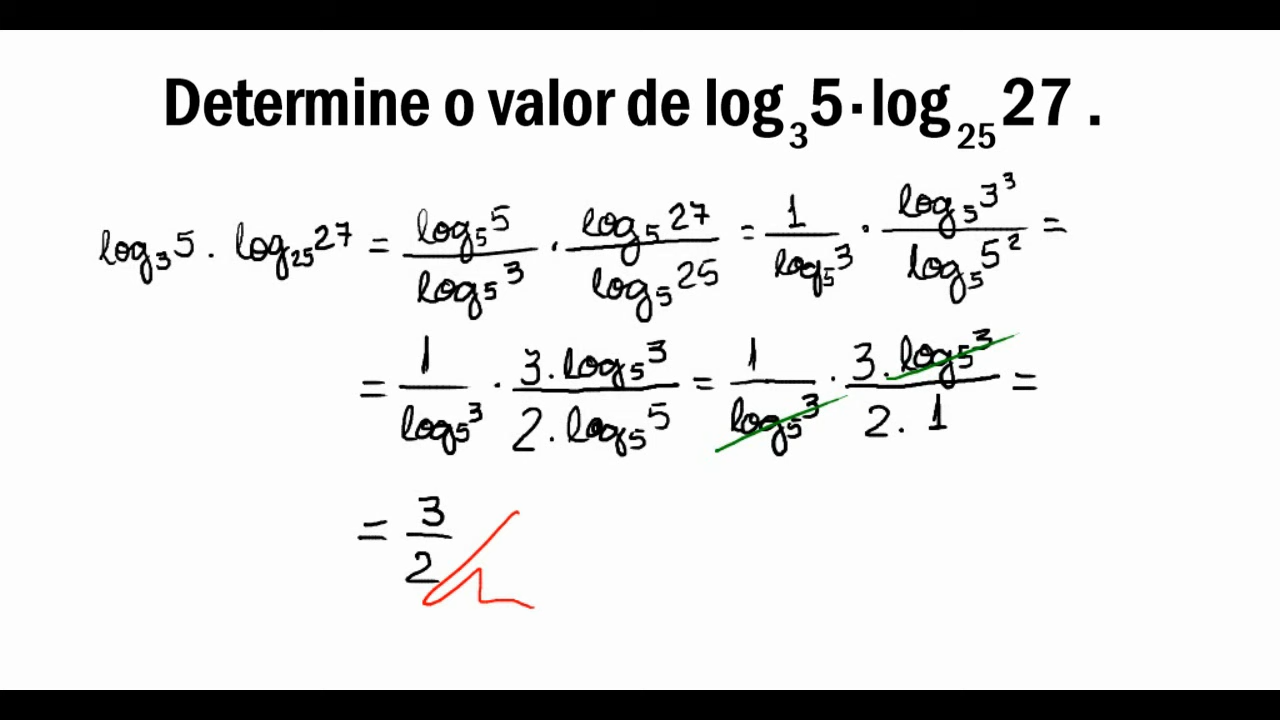 Determine o valor de log₃5·log₂₅27 .
log₃5 . log₂₅27 = log₅5/log₅3 · log₅27/log₅25 = 1/log₅3 · log₅3³/log₅5² =
= 1/log₅3 · 3.log₅3/2.log₅5 = 1/log₅3 · 3.log₅3/2.1 =
= 3/2